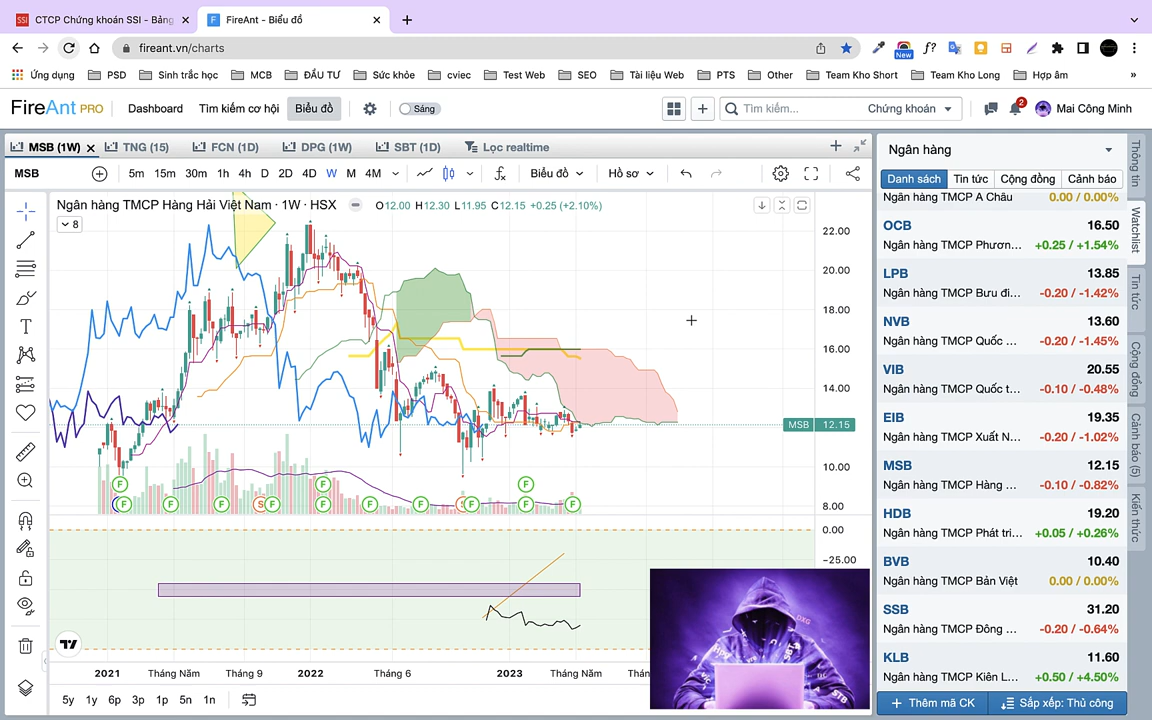 CTCP Chứng khoán SSI - Bảng
FireAnt - Biểu đồ
fireant.vn/charts
New
Ứng dụng PSD Sinh trắc học MCB ĐẦU TƯ Sức khỏe cviec Test Web SEO Tài liệu Web PTS Other Team Kho Short Team Kho Long Hợp âm »
FireAnt PRO Dashboard Tìm kiếm cơ hội Biểu đồ Sáng Tìm kiếm... Chứng khoán 2 Mai Công Minh
MSB (1W) TNG (15) FCN (1D) DPG (1W) SBT (1D) Lọc realtime
MSB 5m 15m 30m 1h 4h D 2D 4D W M 4M Biểu đồ Hồ sơ
Ngân hàng TMCP Hàng Hải Việt Nam · 1W · HSX O12.00 H12.30 L11.95 C12.15 +0.25 (+2.10%)
8
22.00
20.00
18.00
16.00
14.00
MSB 12.15
10.00
8.00
0.00
−25.00
F F F
F F F S F F F F F F F F
2021 Tháng Năm Tháng 9 2022 Tháng 6 2023 Tháng Năm
5y 1y 6p 3p 1p 5n 1n
DXG
HPV
STB
Ngân hàng
Danh sách Tin tức Cộng đồng Cảnh báo
Ngân hàng TMCP Á Châu 0.00 / 0.00%
OCB 16.50
Ngân hàng TMCP Phươn... +0.25 / +1.54%
LPB 13.85
Ngân hàng TMCP Bưu đi... -0.20 / -1.42%
NVB 13.60
Ngân hàng TMCP Quốc ... -0.20 / -1.45%
VIB 20.55
Ngân hàng TMCP Quốc t... -0.10 / -0.48%
EIB 19.35
Ngân hàng TMCP Xuất N... -0.20 / -1.02%
MSB 12.15
Ngân hàng TMCP Hàng ... -0.10 / -0.82%
HDB 19.20
Ngân hàng TMCP Phát tri... +0.05 / +0.26%
BVB 10.40
Ngân hàng TMCP Bản Việt 0.00 / 0.00%
SSB 31.20
Ngân hàng TMCP Đông ... -0.20 / -0.64%
KLB 11.60
Ngân hàng TMCP Kiên L... +0.50 / +4.50%
Thêm mã CK Sắp xếp: Thủ công
Thông tin
Watchlist
Tin tức
Cộng đồng
Cảnh báo (5)
Kiến thức